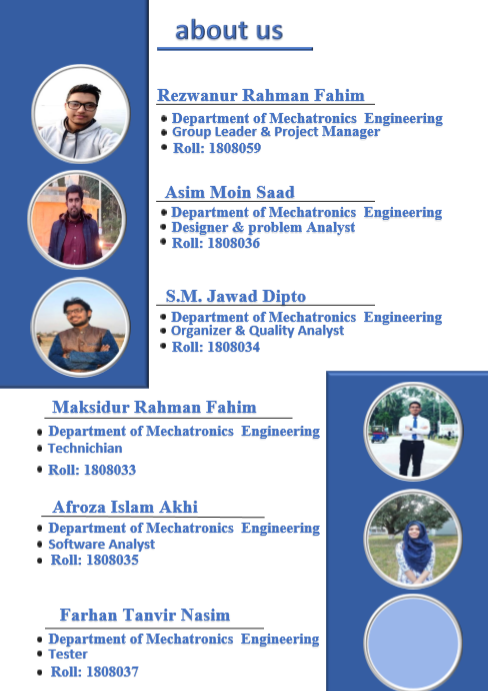 about us
Rezwanur Rahman Fahim
Department of Mechatronics Engineering
Group Leader & Project Manager
Roll: 1808059
Asim Moin Saad
Department of Mechatronics Engineering
Designer & problem Analyst
Roll: 1808036
S.M. Jawad Dipto
Department of Mechatronics Engineering
Organizer & Quality Analyst
Roll: 1808034
Maksidur Rahman Fahim
Department of Mechatronics Engineering
Technichian
Roll: 1808033
Afroza Islam Akhi
Department of Mechatronics Engineering
Software Analyst
Roll: 1808035
Farhan Tanvir Nasim
Department of Mechatronics Engineering
Tester
Roll: 1808037